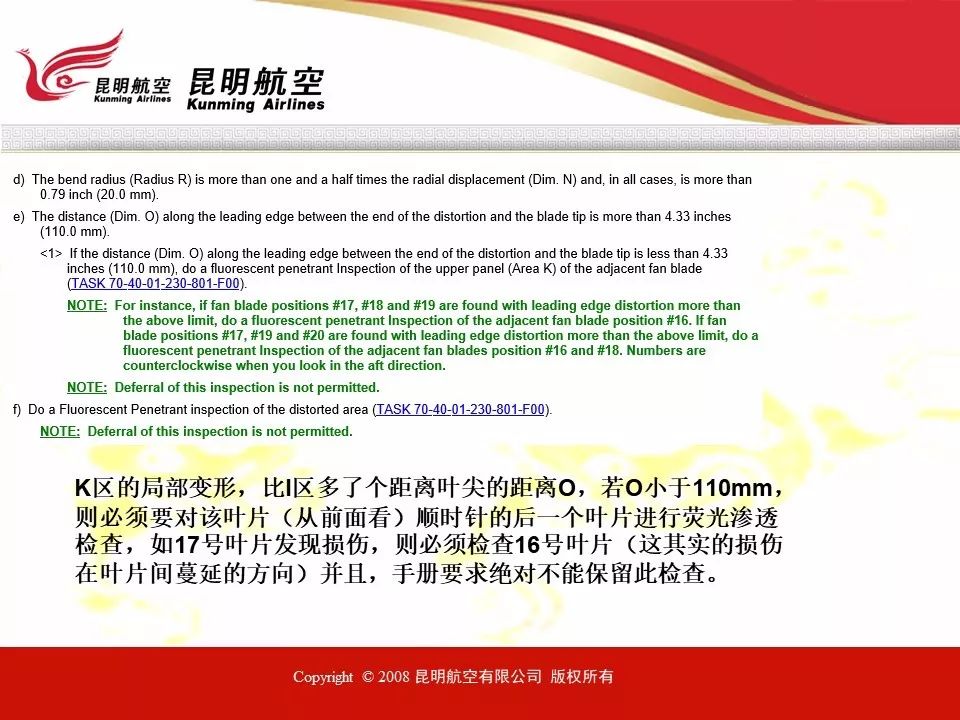 昆明航空
Kunming Airlines
昆明航空
Kunming Airlines
d) The bend radius (Radius R) is more than one and a half times the radial displacement (Dim. N) and, in all cases, is more than
0.79 inch (20.0 mm).
e) The distance (Dim. O) along the leading edge between the end of the distortion and the blade tip is more than 4.33 inches
(110.0 mm).
<1> If the distance (Dim. O) along the leading edge between the end of the distortion and the blade tip is less than 4.33
inches (110.0 mm), do a fluorescent penetrant Inspection of the upper panel (Area K) of the adjacent fan blade
(TASK 70-40-01-230-801-F00).
NOTE: For instance, if fan blade positions #17, #18 and #19 are found with leading edge distortion more than
the above limit, do a fluorescent penetrant Inspection of the adjacent fan blade position #16. If fan
blade positions #17, #19 and #20 are found with leading edge distortion more than the above limit, do a
fluorescent penetrant Inspection of the adjacent fan blades position #16 and #18. Numbers are
counterclockwise when you look in the aft direction.
NOTE: Deferral of this inspection is not permitted.
f) Do a Fluorescent Penetrant inspection of the distorted area (TASK 70-40-01-230-801-F00).
NOTE: Deferral of this inspection is not permitted.
K区的局部变形，比I区多了个距离叶尖的距离O，若O小于110mm，
则必须要对该叶片（从前面看）顺时针的后一个叶片进行荧光渗透
检查，如17号叶片发现损伤，则必须检查16号叶片（这其实的损伤
在叶片间蔓延的方向）并且，手册要求绝对不能保留此检查。
Copyright © 2008 昆明航空有限公司 版权所有